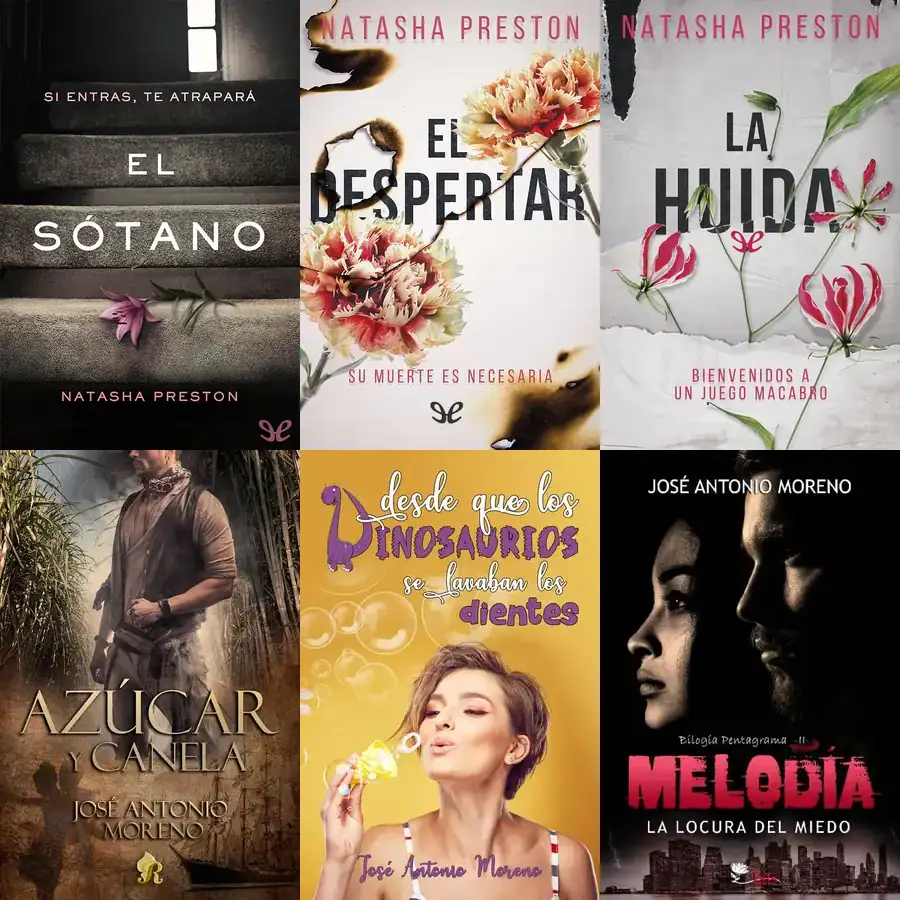 SI ENTRAS, TE ATRAPARÁ
EL
SÓTANO
NATASHA PRESTON
NATASHA PRESTON
EL
DESPERTAR
SU MUERTE ES NECESARIA
NATASHA PRESTON
LA
HUIDA
BIENVENIDOS A
UN JUEGO MACABRO
AZÚCAR
Y CANELA
JOSÉ ANTONIO
MORENO
R
desde que los
DINOSAURIOS
se lavaban los
dientes
José Antonio Moreno
JOSÉ ANTONIO MORENO
Bilogía Pentagrama - II
MELODÍA
LA LOCURA DEL MIEDO